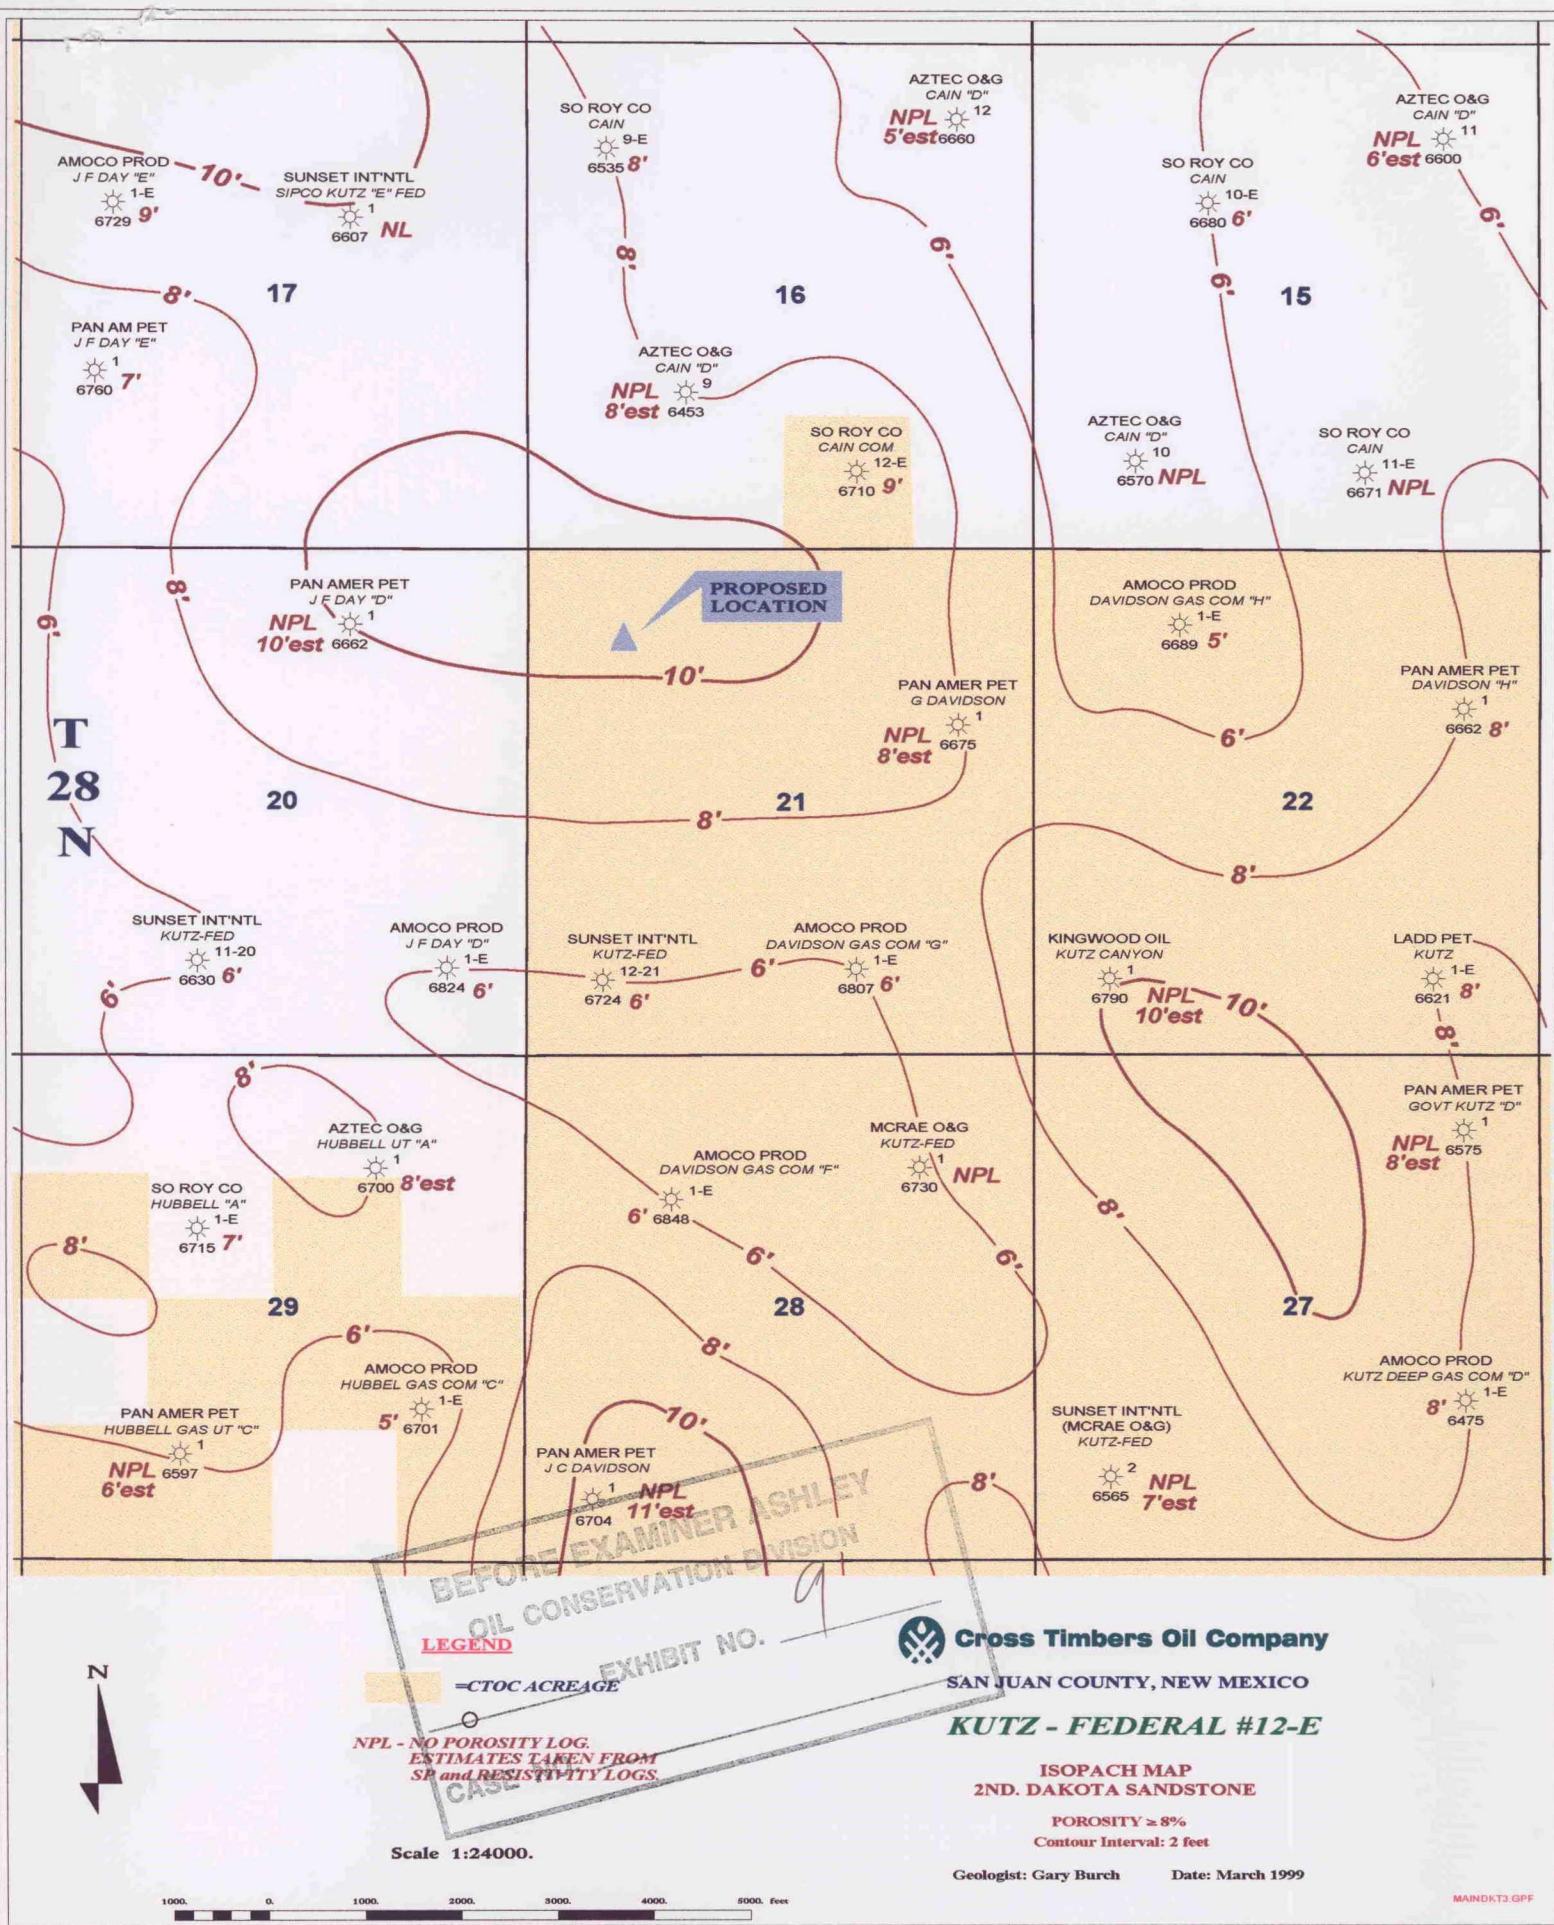 AZTEC O&G
CAIN "D"
12
NPL
5'est 6660
SO ROY CO
CAIN
9-E
6535 8'
AZTEC O&G
CAIN "D"
11
NPL
6'est 6600
AMOCO PROD
J F DAY "E"
1-E
6729 9'
10'
SUNSET INT'NTL
SIPCO KUTZ "E" FED
1
6607 NL
SO ROY CO
CAIN
10-E
6680 6'
6'
8'
6'
6'
8'
17
16
15
PAN AM PET
J F DAY "E"
1
6760 7'
AZTEC O&G
CAIN "D"
9
NPL
8'est 6453
SO ROY CO
CAIN COM
12-E
6710 9'
AZTEC O&G
CAIN "D"
10
6570 NPL
SO ROY CO
CAIN
11-E
6671 NPL
6'
8'
PAN AMER PET
J F DAY "D"
1
NPL
10'est 6662
PROPOSED
LOCATION
AMOCO PROD
DAVIDSON GAS COM "H"
1-E
6689 5'
10'
PAN AMER PET
G DAVIDSON
1
NPL
8'est 6675
PAN AMER PET
DAVIDSON "H"
1
6662 8'
6'
T
28
N
20
21
22
8'
8'
SUNSET INT'NTL
KUTZ-FED
11-20
6630 6'
6'
AMOCO PROD
J F DAY "D"
1-E
6824 6'
SUNSET INT'NTL
KUTZ-FED
12-21
6724 6'
6'
AMOCO PROD
DAVIDSON GAS COM "G"
1-E
6807 6'
KINGWOOD OIL
KUTZ CANYON
1
6790 NPL
10'est
10'
LADD PET
KUTZ
1-E
6621 8'
8'
8'
AZTEC O&G
HUBBELL UT "A"
1
6700 8'est
SO ROY CO
HUBBELL "A"
1-E
6715 7'
8'
AMOCO PROD
DAVIDSON GAS COM "F"
1-E
6' 6848
6'
MCRAE O&G
KUTZ-FED
1
6730 NPL
6'
8'
PAN AMER PET
GOVT KUTZ "D"
1
NPL
8'est 6575
29
28
27
6'
8'
AMOCO PROD
HUBBEL GAS COM "C"
1-E
5' 6701
PAN AMER PET
HUBBELL GAS UT "C"
1
NPL
6'est 6597
10'
PAN AMER PET
J C DAVIDSON
1
6704 NPL
11'est
8'
SUNSET INT'NTL
(MCRAE O&G)
KUTZ-FED
2
6565 NPL
7'est
AMOCO PROD
KUTZ DEEP GAS COM "D"
1-E
8' 6475
BEFORE EXAMINER ASHLEY
OIL CONSERVATION DIVISION
EXHIBIT NO. 9
CASE NO.
LEGEND
=CTOC ACREAGE
NPL - NO POROSITY LOG.
ESTIMATES TAKEN FROM
SP and RESISTIVITY LOGS.
N
Scale 1:24000.
1000. 0. 1000. 2000. 3000. 4000. 5000. feet
Cross Timbers Oil Company
SAN JUAN COUNTY, NEW MEXICO
KUTZ - FEDERAL #12-E
ISOPACH MAP
2ND. DAKOTA SANDSTONE
POROSITY ≥ 8%
Contour Interval: 2 feet
Geologist: Gary Burch Date: March 1999
MAINDKT3.GPF